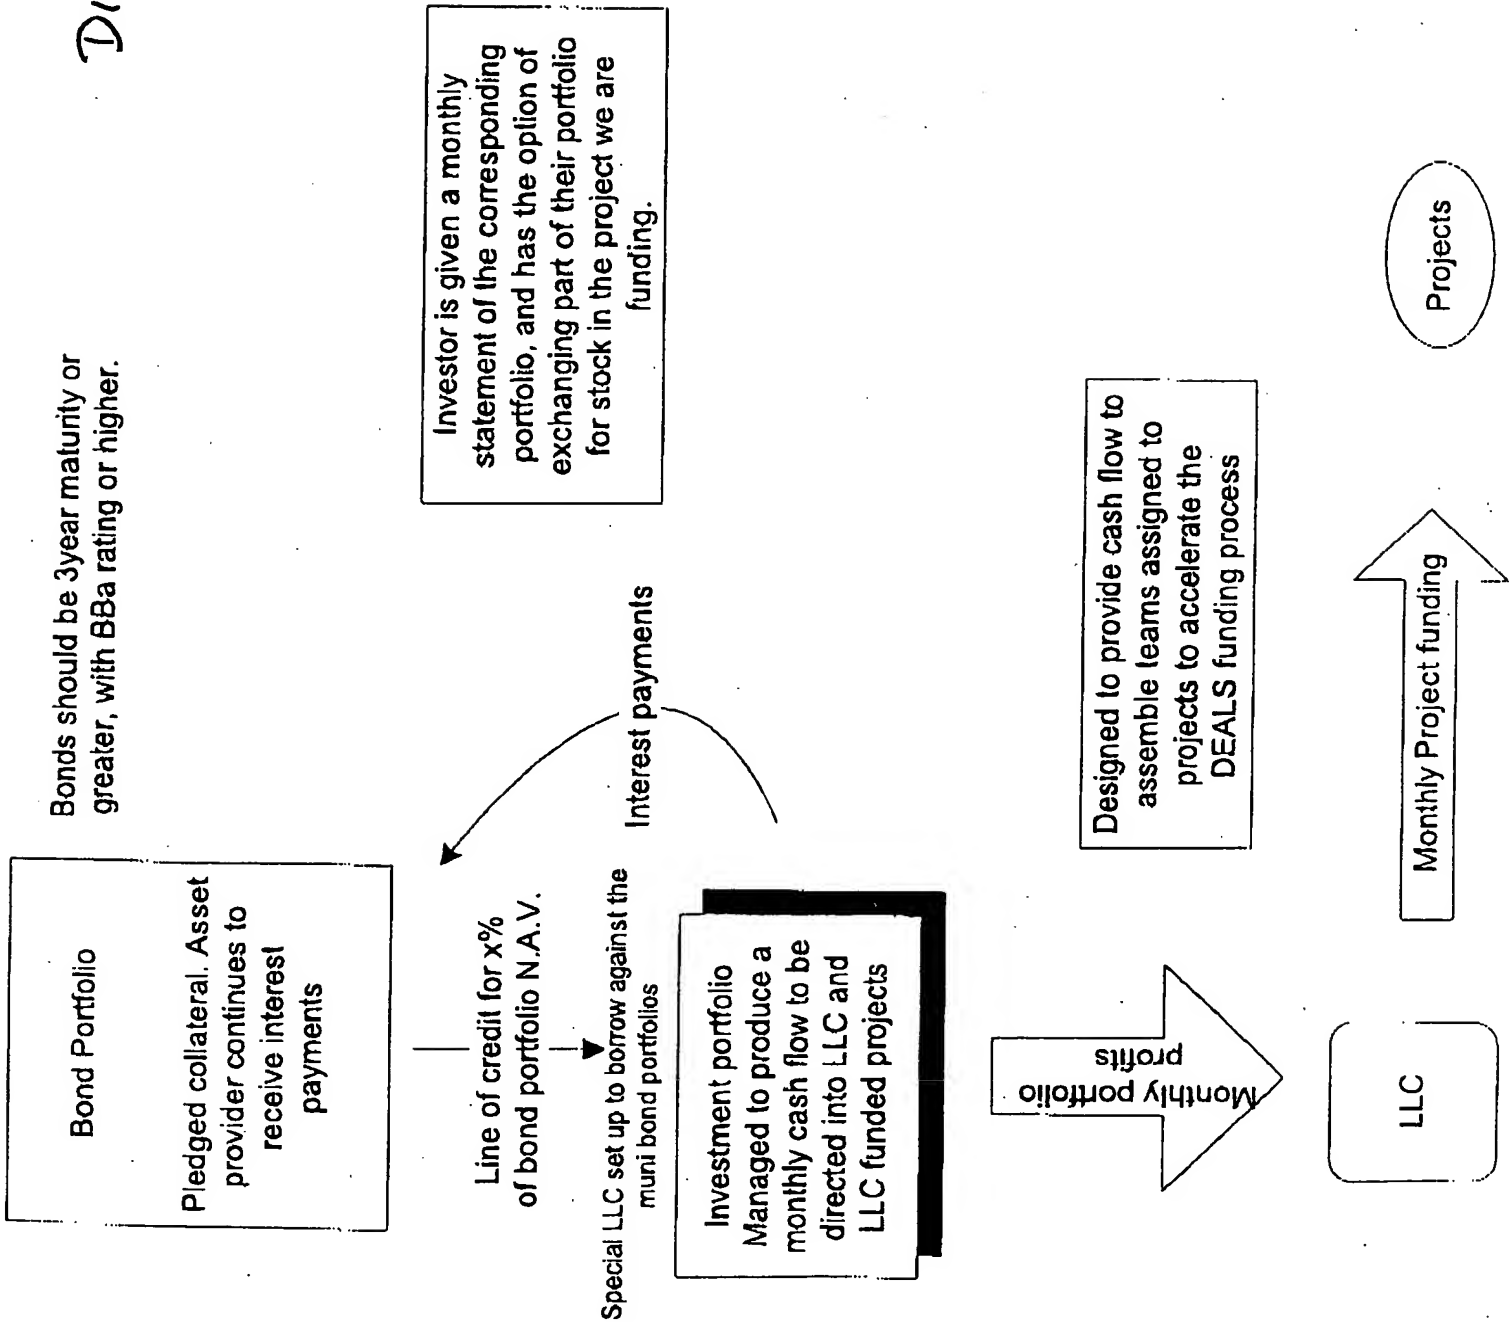 Bonds should be 3year maturity or
greater, with BBa rating or higher.
Bond Portfolio
Pledged collateral. Asset
provider continues to
receive interest
payments
Line of credit for x%
of bond portfolio N.A.V.
Interest payments
Investor is given a monthly
statement of the corresponding
portfolio, and has the option of
exchanging part of their portfolio
for stock in the project we are
funding.
Special LLC set up to borrow against the
muni bond portfolios
Investment portfolio
Managed to produce a
monthly cash flow to be
directed into LLC and
LLC funded projects
Monthly portfolio
profits
Designed to provide cash flow to
assemble leams assigned to
projects to accelerate the
DEALS funding process
LLC
Monthly Project funding
Projects